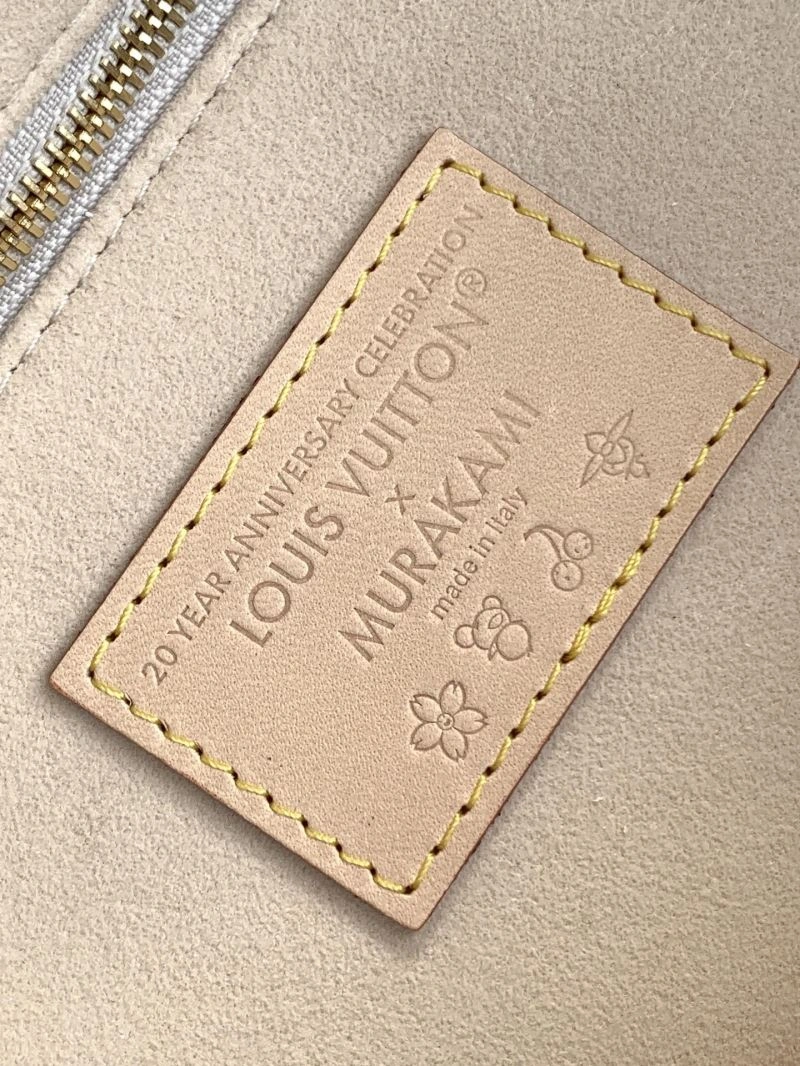 20 YEAR ANNIVERSARY CELEBRATION
LOUIS VUITTON®
x
MURAKAMI
made in Italy